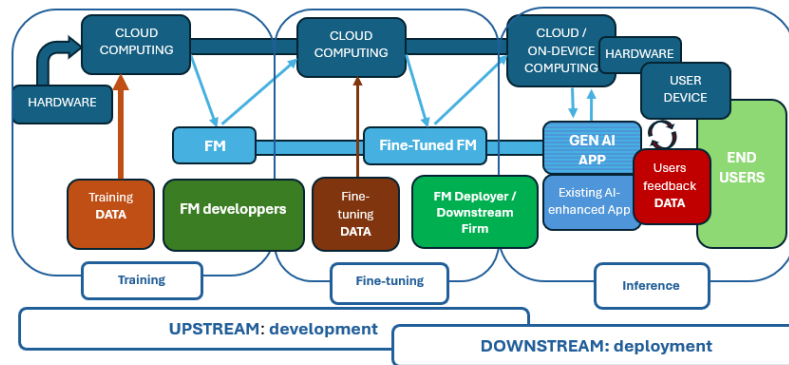 CLOUD
COMPUTING
CLOUD
COMPUTING
CLOUD /
ON-DEVICE
COMPUTING
HARDWARE
USER
DEVICE
HARDWARE
FM
Fine-Tuned FM
GEN AI
APP
END
USERS
Training
DATA
FM developpers
Fine-
tuning
DATA
FM Deployer /
Downstream
Firm
Existing AI-
enhanced App
Users
feedback
DATA
Training
Fine-tuning
Inference
UPSTREAM: development
DOWNSTREAM: deployment